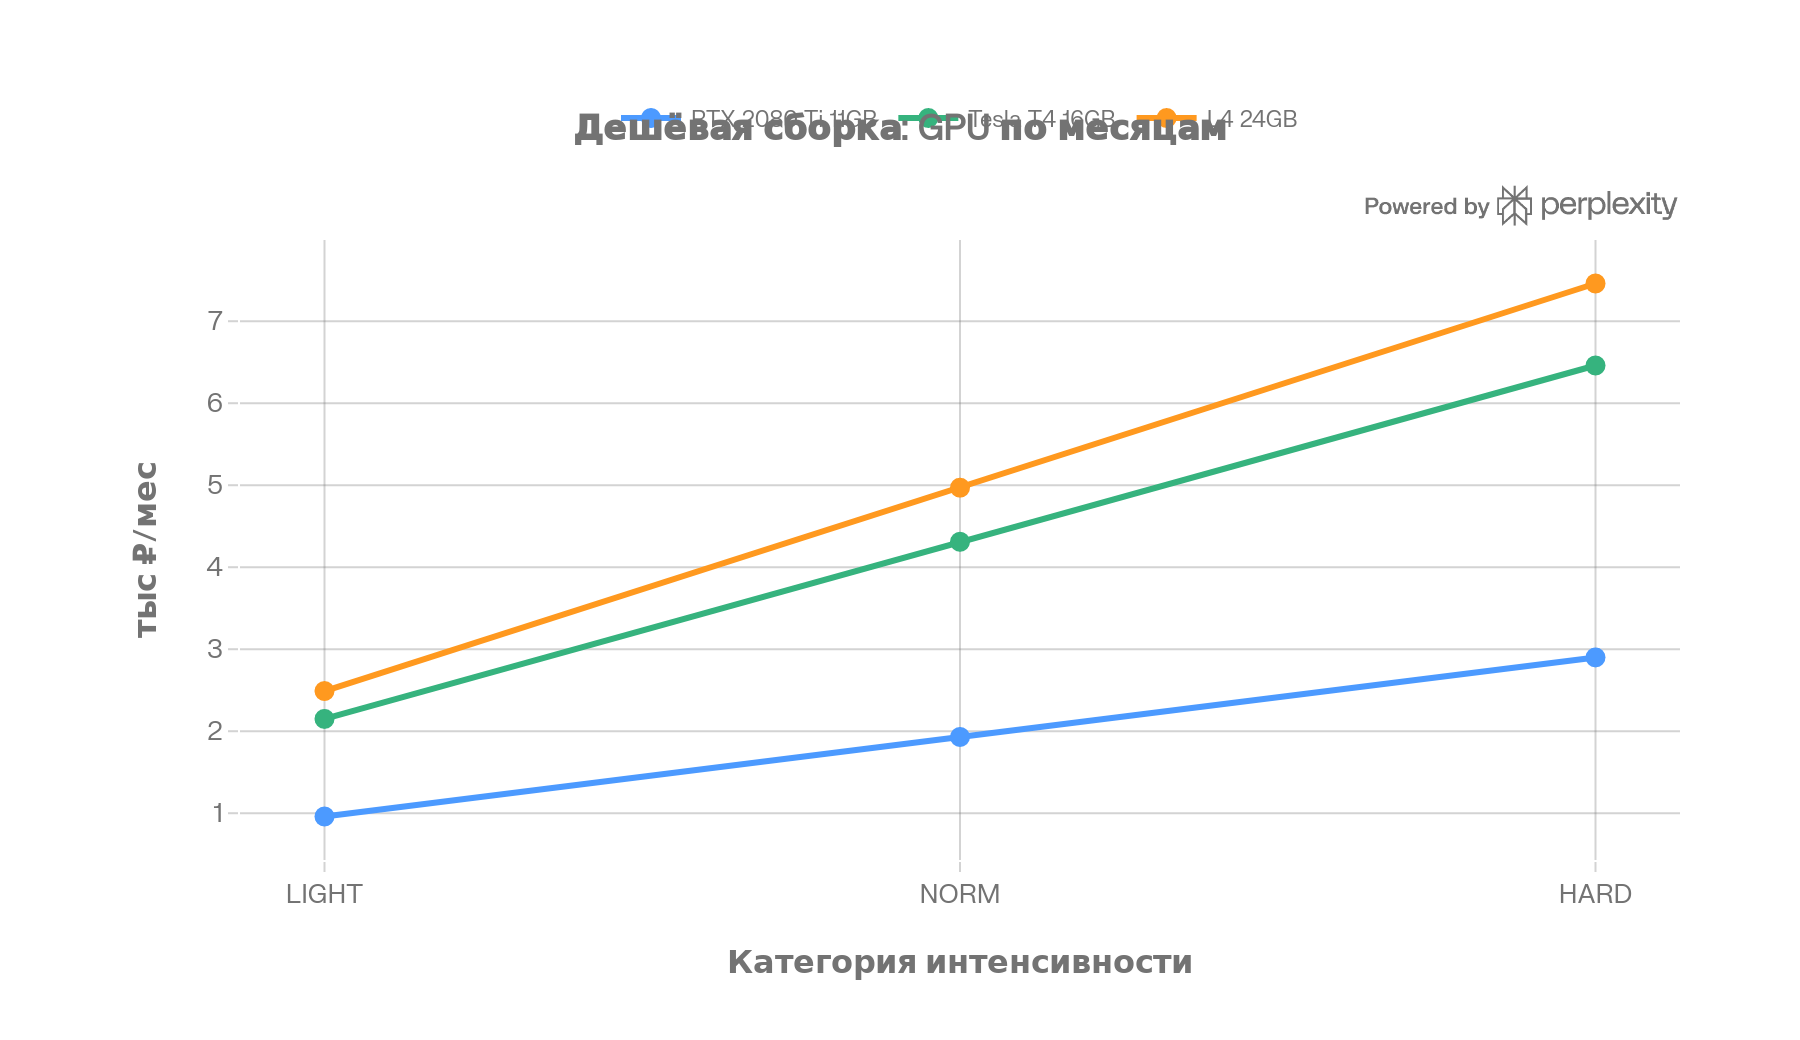 RTX 2080 Ti 11GB Tesla T4 16GB L4 24GB
Дешёвая сборка: GPU по месяцам
Powered by perplexity
тыс ₽/мес
7
6
5
4
3
2
1
LIGHT NORM HARD
Категория интенсивности